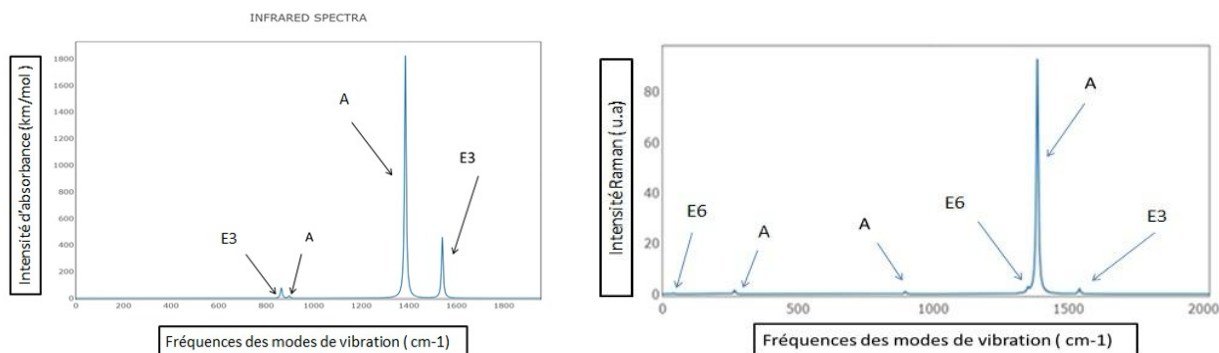 INFRARED SPECTRA
Intensité d'absorbance (km/mol )
1800
1600
1400
1200
1000
800
600
400
200
0
A
E3
E3
A
0 200 400 600 800 1000 1200 1400 1600 1800
Fréquences des modes de vibration ( cm-1)
Intensité Raman ( u.a)
80
60
40
20
0
A
E6
A
A
E6
E3
0 500 1000 1500 2000
Fréquences des modes de vibration ( cm-1)